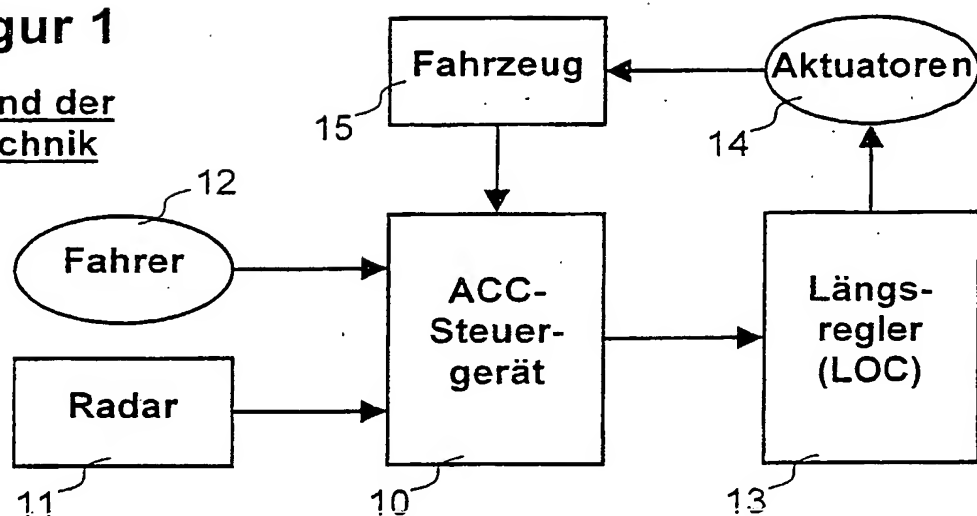 gur 1
nd der
chnik
Fahrzeug
15
Aktuatoren
14
12
Fahrer
ACC-
Steuer-
gerät
Längs-
regler
(LOC)
Radar
11
10
13